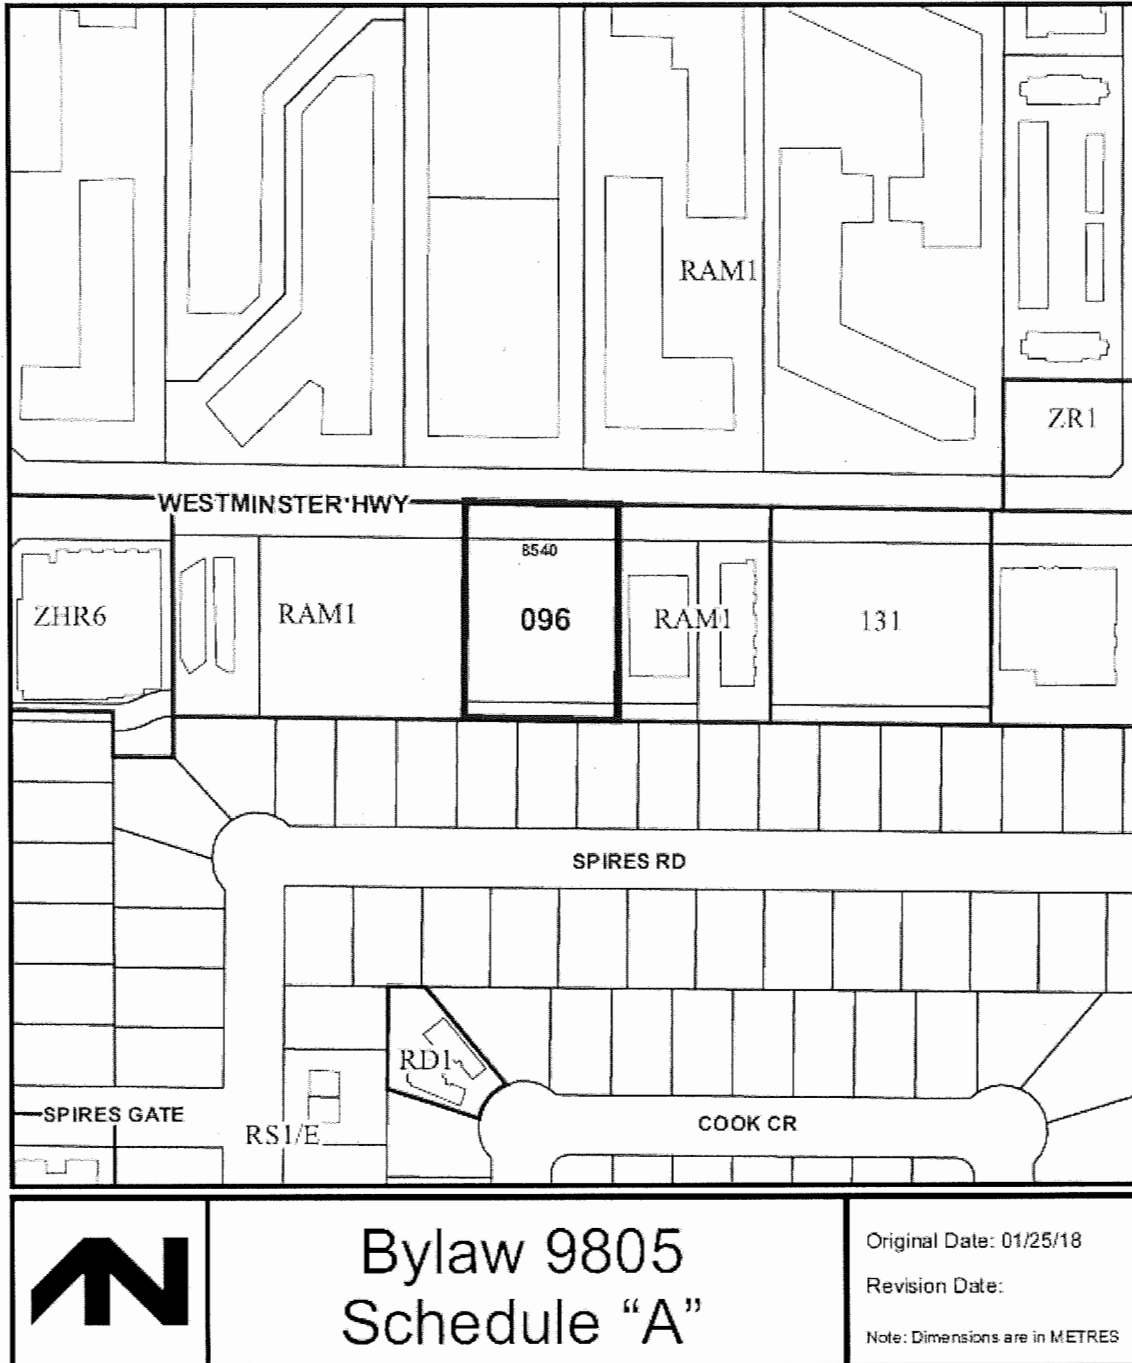 RAM1
ZR1
WESTMINSTER HWY
8540
ZHR6
RAM1
096
RAM1
131
SPIRES RD
RD1
SPIRES GATE
RS1/E
COOK CR
Bylaw 9805
Schedule “A”
Original Date: 01/25/18
Revision Date:
Note: Dimensions are in METRES